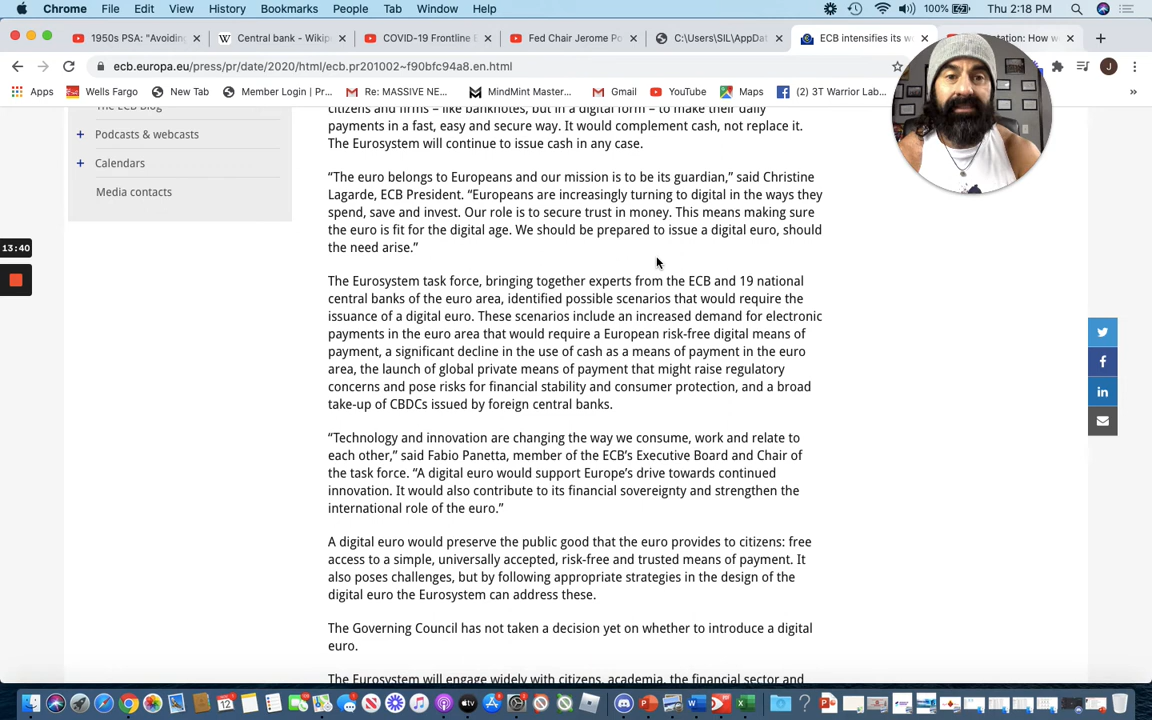 Chrome File Edit View History Bookmarks People Tab Window Help 100% Thu 2:18 PM
1950s PSA: "Avoidin Central bank - Wikip COVID-19 Frontline E Fed Chair Jerome Po C:\Users\SIL\AppDat ECB intensifies its w tation: How w
ecb.europa.eu/press/pr/date/2020/html/ecb.pr201002~f90bfc94a8.en.html J
Apps Wells Fargo New Tab Member Login | Pr... Re: MASSIVE NE... MindMint Master... Gmail YouTube Maps (2) 3T Warrior Lab... »
The ECB Blog
+ Podcasts & webcasts
+ Calendars
Media contacts
citizens and firms – like banknotes, but in a digital form – to make their daily
payments in a fast, easy and secure way. It would complement cash, not replace it.
The Eurosystem will continue to issue cash in any case.
“The euro belongs to Europeans and our mission is to be its guardian,” said Christine
Lagarde, ECB President. “Europeans are increasingly turning to digital in the ways they
spend, save and invest. Our role is to secure trust in money. This means making sure
the euro is fit for the digital age. We should be prepared to issue a digital euro, should
the need arise.”
13:40
The Eurosystem task force, bringing together experts from the ECB and 19 national
central banks of the euro area, identified possible scenarios that would require the
issuance of a digital euro. These scenarios include an increased demand for electronic
payments in the euro area that would require a European risk-free digital means of
payment, a significant decline in the use of cash as a means of payment in the euro
area, the launch of global private means of payment that might raise regulatory
concerns and pose risks for financial stability and consumer protection, and a broad
take-up of CBDCs issued by foreign central banks.
“Technology and innovation are changing the way we consume, work and relate to
each other,” said Fabio Panetta, member of the ECB’s Executive Board and Chair of
the task force. “A digital euro would support Europe’s drive towards continued
innovation. It would also contribute to its financial sovereignty and strengthen the
international role of the euro.”
A digital euro would preserve the public good that the euro provides to citizens: free
access to a simple, universally accepted, risk-free and trusted means of payment. It
also poses challenges, but by following appropriate strategies in the design of the
digital euro the Eurosystem can address these.
The Governing Council has not taken a decision yet on whether to introduce a digital
euro.
The Eurosystem will engage widely with citizens, academia, the financial sector and